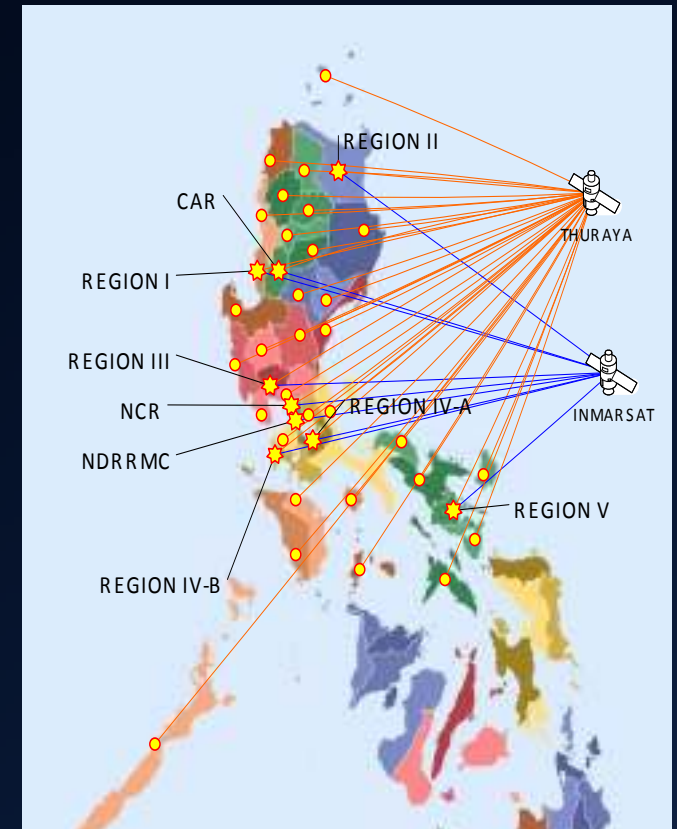 REGION II
CAR
THURAYA
REGION I
REGION III
INMARSAT
NCR
REGION IV-A
NDRRMC
REGION V
REGION IV-B